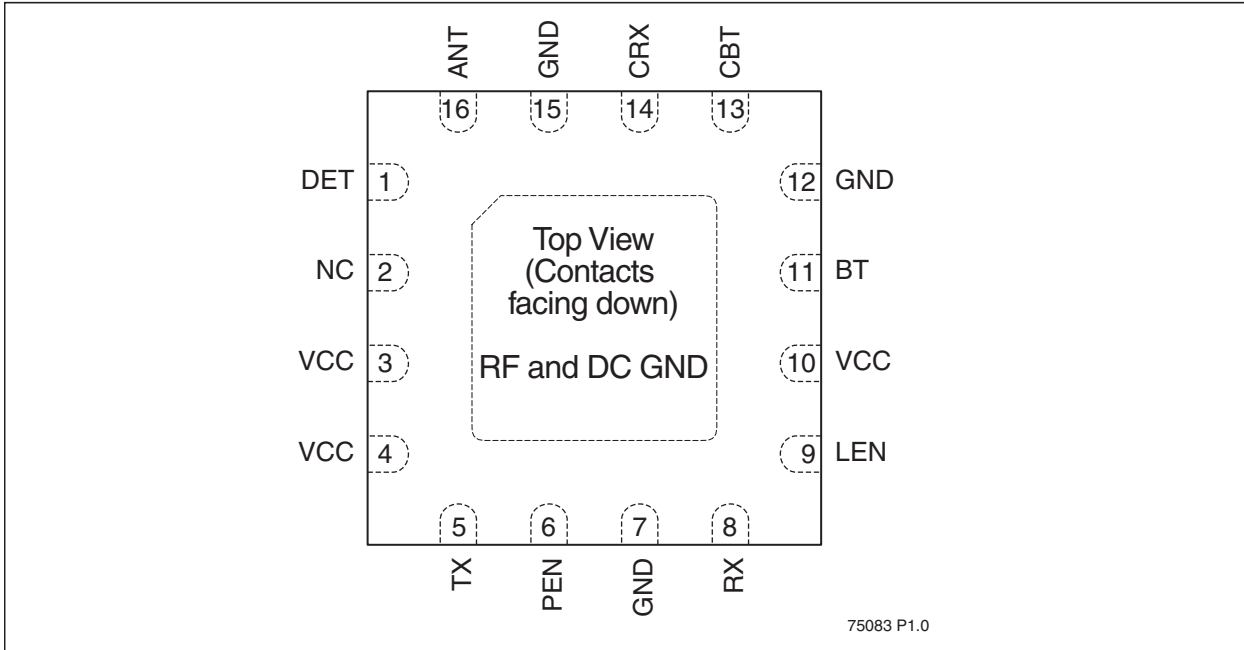 ANT GND CRX CBT
16 15 14 13
DET 1
12 GND
NC 2
11 BT
VCC 3
10 VCC
VCC 4
9 LEN
Top View
(Contacts
facing down)
RF and DC GND
5 6 7 8
TX PEN GND RX
75083 P1.0